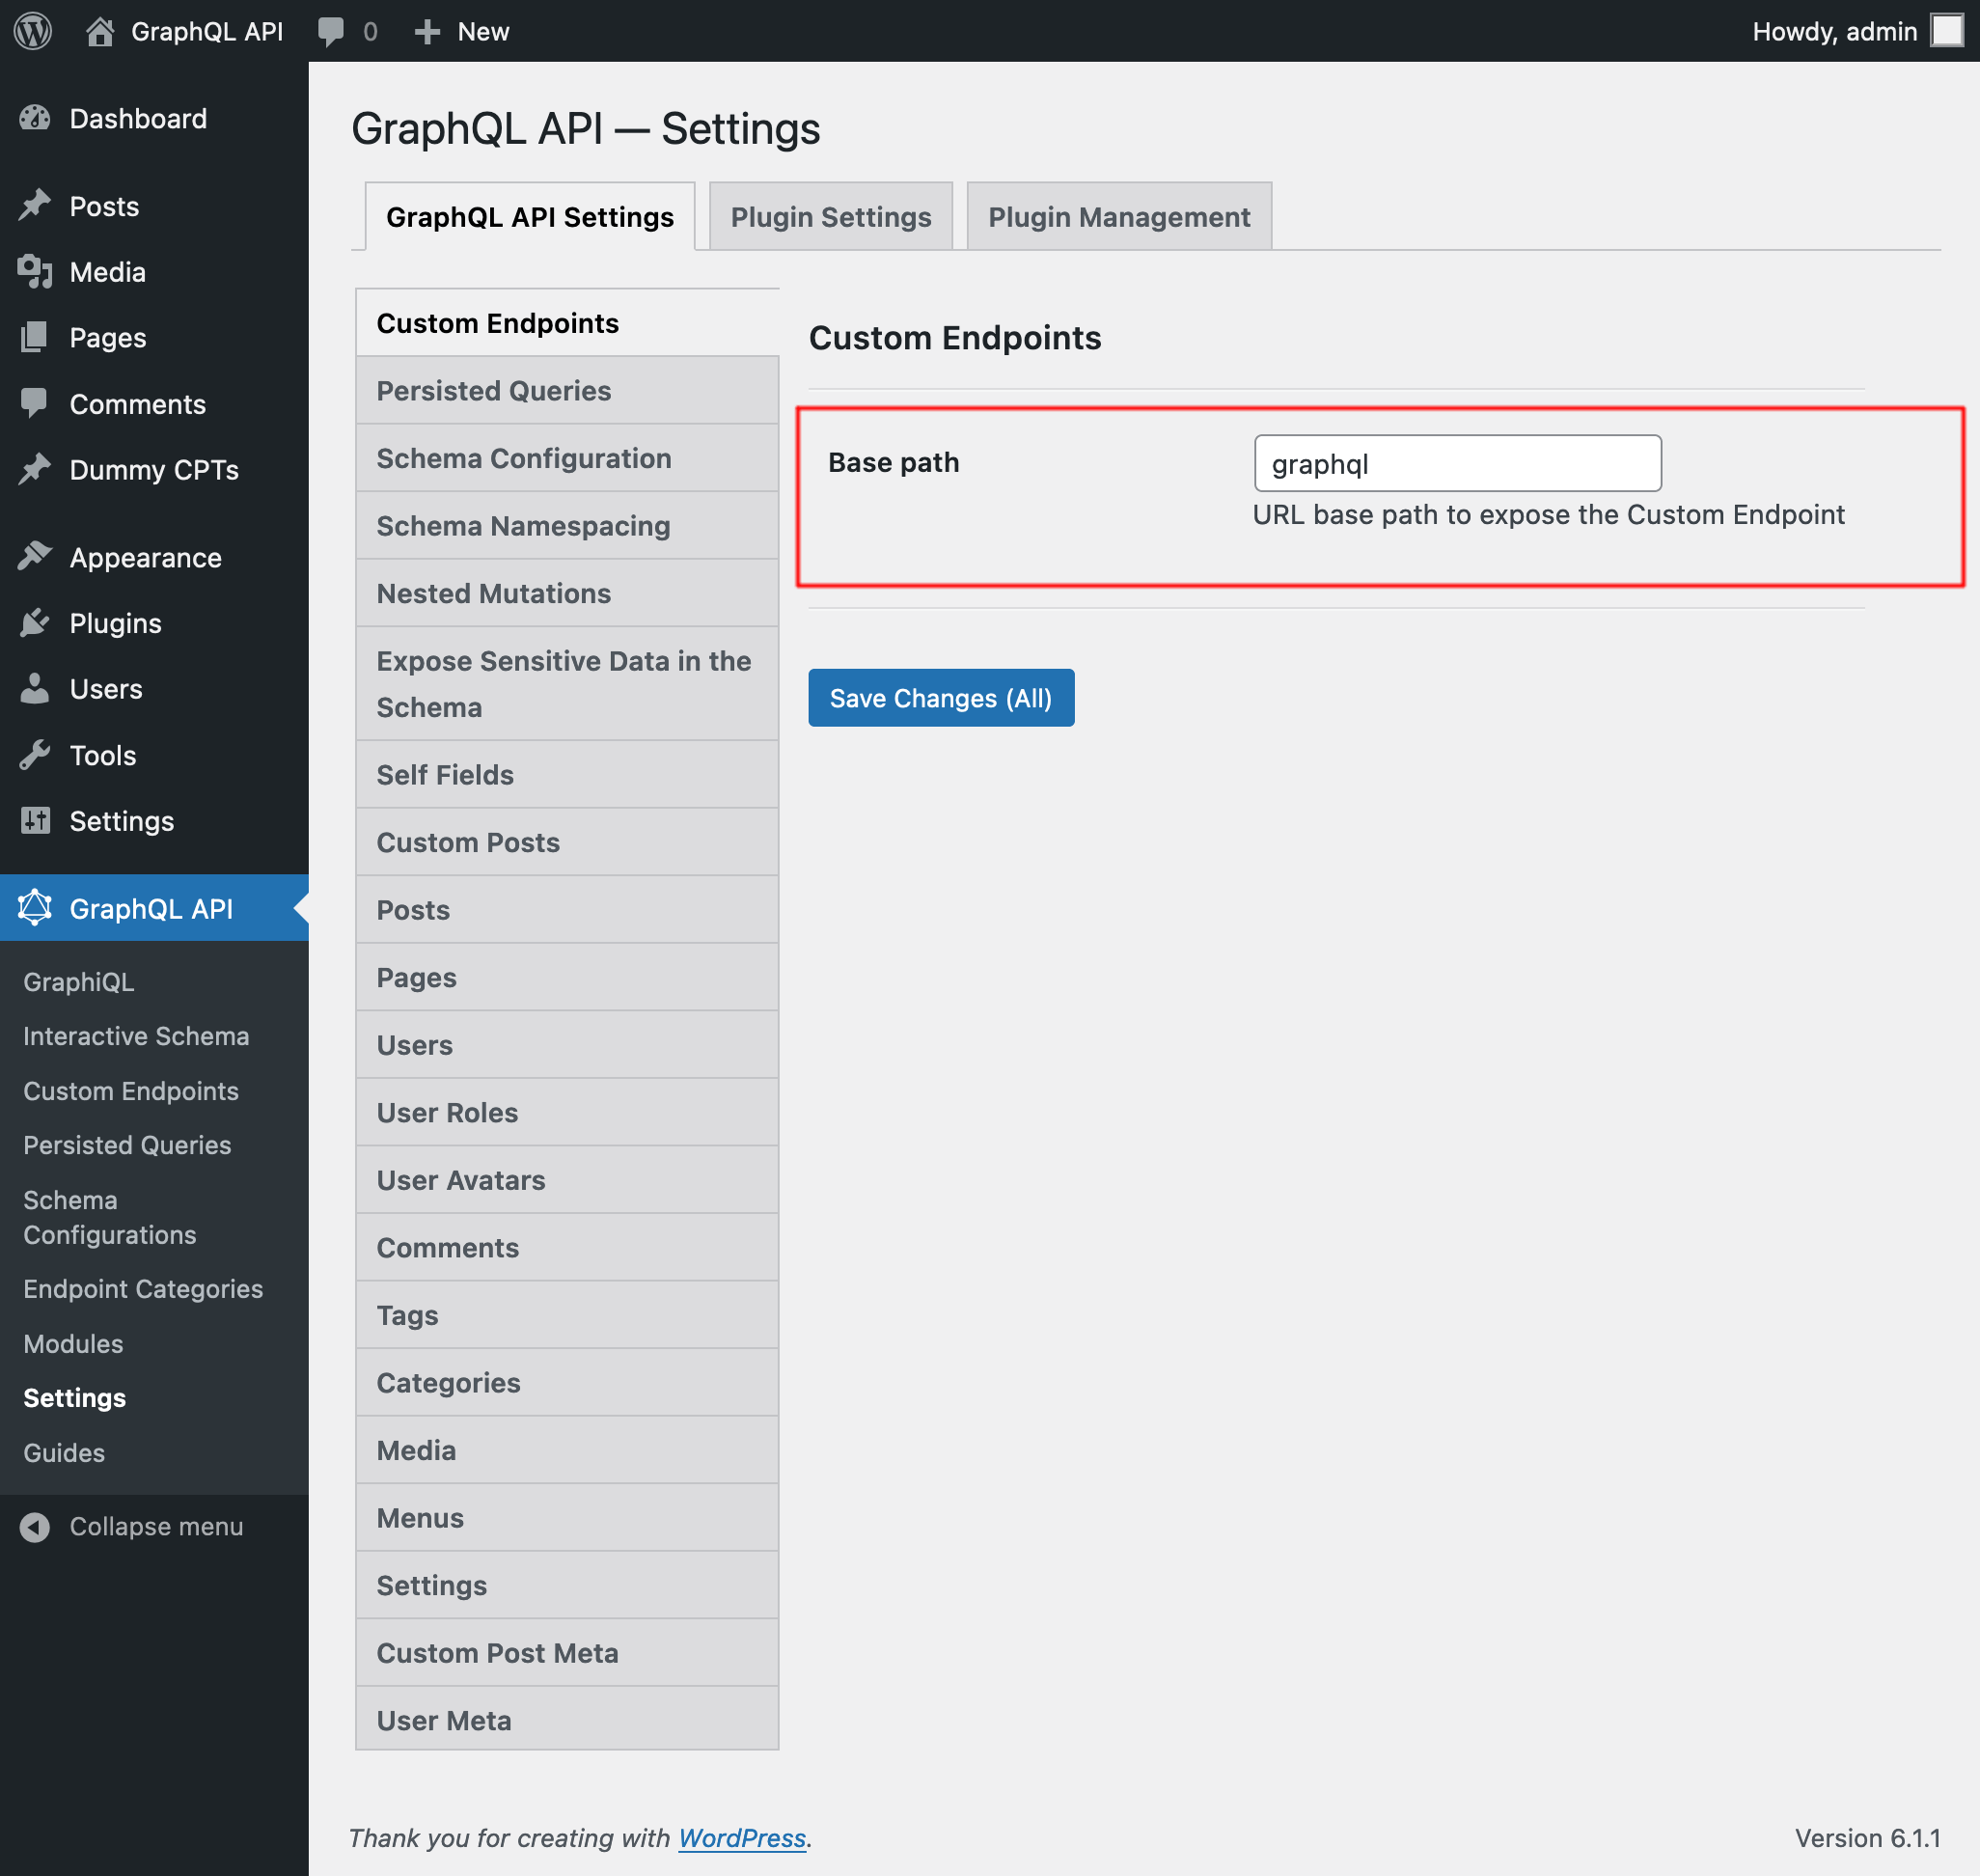 GraphQL API
0
New
Howdy, admin
Dashboard
Posts
Media
Pages
Comments
Dummy CPTs
Appearance
Plugins
Users
Tools
Settings
GraphQL API
GraphiQL
Interactive Schema
Custom Endpoints
Persisted Queries
Schema
Configurations
Endpoint Categories
Modules
Settings
Guides
Collapse menu
GraphQL API — Settings
GraphQL API Settings
Plugin Settings
Plugin Management
Custom Endpoints
Persisted Queries
Schema Configuration
Schema Namespacing
Nested Mutations
Expose Sensitive Data in the
Schema
Self Fields
Custom Posts
Posts
Pages
Users
User Roles
User Avatars
Comments
Tags
Categories
Media
Menus
Settings
Custom Post Meta
User Meta
Custom Endpoints
Base path
graphql
URL base path to expose the Custom Endpoint
Save Changes (All)
Thank you for creating with WordPress.
Version 6.1.1